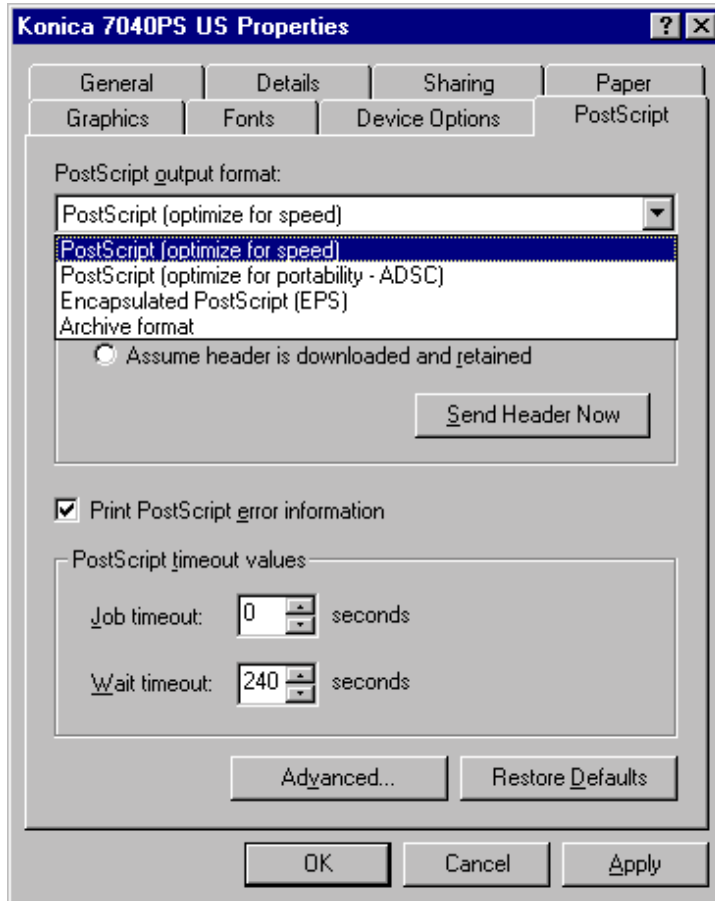 Konica 7040PS US Properties
General Details Sharing Paper
Graphics Fonts Device Options PostScript
PostScript output format:
PostScript (optimize for speed)
PostScript (optimize for speed)
PostScript (optimize for portability - ADSC)
Encapsulated PostScript (EPS)
Archive format
Assume header is downloaded and retained
Send Header Now
Print PostScript error information
PostScript timeout values
Job timeout: 0 seconds
Wait timeout: 240 seconds
Advanced... Restore Defaults
OK Cancel Apply